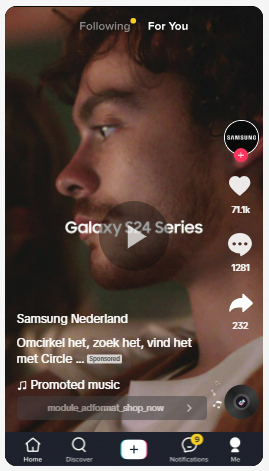 Following For You
SAMSUNG
71.1k
Galaxy S24 Series
1281
232
Samsung Nederland
Omcirkel het, zoek het, vind het
met Circle ... Sponsored
♫ Promoted music
module_adformat_shop_now
9
Home Discover Notifications Me